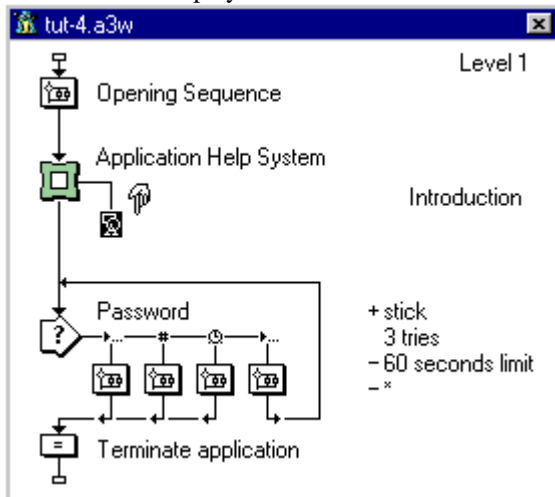 tut-4.a3w
Level 1
Opening Sequence
Application Help System
Introduction
Password
+ stick
3 tries
- 60 seconds limit
- *
? ... # ...
= Terminate application